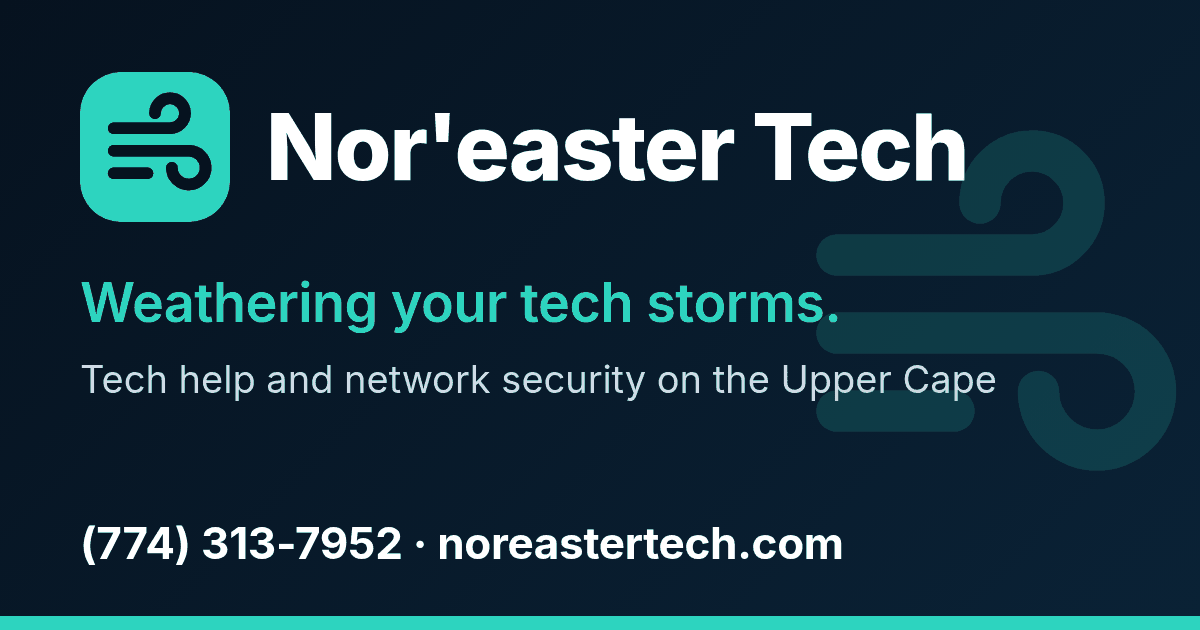 Nor'easter Tech
Weathering your tech storms.
Tech help and network security on the Upper Cape
(774) 313-7952 · noreastertech.com